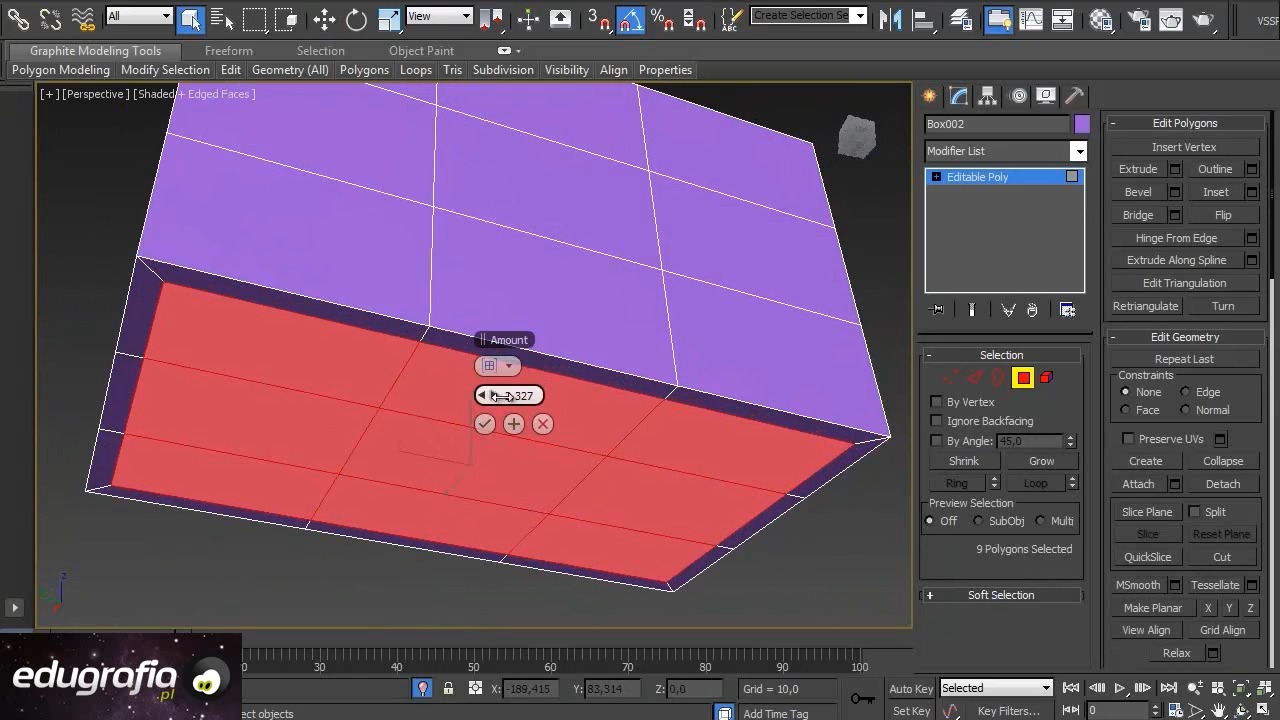 All
View
3
%
ABC
Create Selection Se
VSSF
Graphite Modeling Tools
Freeform
Selection
Object Paint
Polygon Modeling
Modify Selection
Edit
Geometry (All)
Polygons
Loops
Tris
Subdivision
Visibility
Align
Properties
[+] [Perspective] [Shaded + Edged Faces]
Amount
327
z
Box002
Modifier List
Editable Poly
Selection
By Vertex
Ignore Backfacing
By Angle: 45,0
Shrink
Grow
Ring
Loop
Preview Selection
Off
SubObj
Multi
9 Polygons Selected
Soft Selection
Edit Polygons
Insert Vertex
Extrude
Outline
Bevel
Inset
Bridge
Flip
Hinge From Edge
Extrude Along Spline
Edit Triangulation
Retriangulate
Turn
Edit Geometry
Repeat Last
Constraints
None
Edge
Face
Normal
Preserve UVs
Create
Collapse
Attach
Detach
Slice Plane
Split
Slice
Reset Plane
QuickSlice
Cut
MSmooth
Tessellate
Make Planar
X
Y
Z
View Align
Grid Align
Relax
edugrafia
.pl
30
40
50
60
70
80
90
100
X: -189,415
Y: 83,314
Z: 0,0
Grid = 10,0
Auto Key
Selected
ect objects
Add Time Tag
Set Key
Key Filters...
0